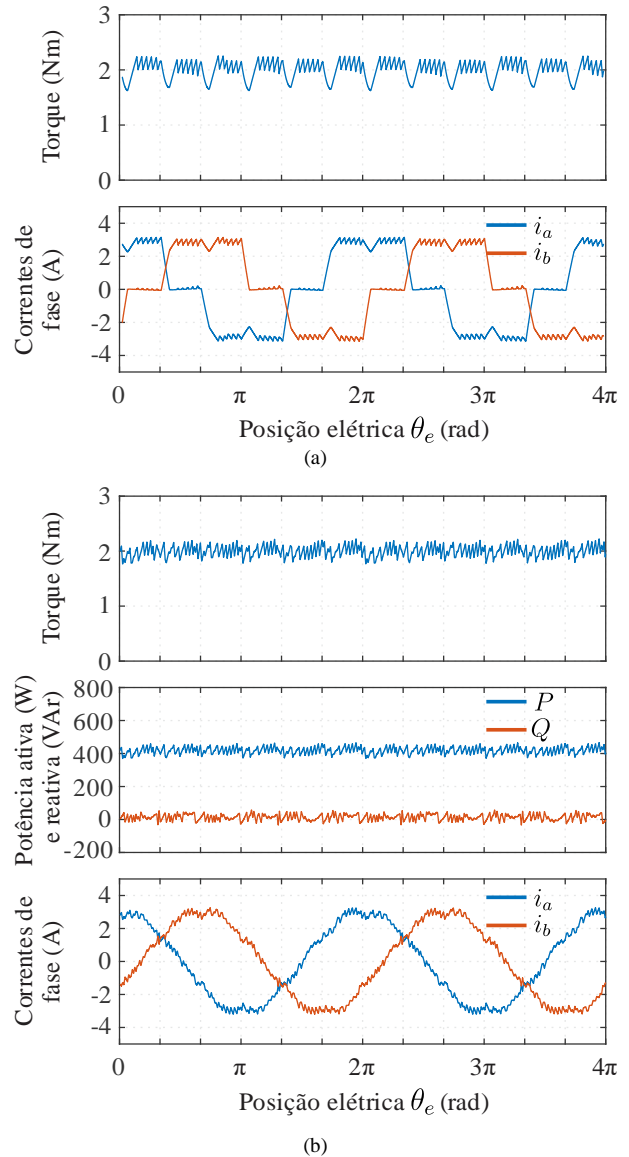 3
2
1
0
Torque (Nm)
4
2
0
-2
-4
Correntes de
fase (A)
i_a
i_b
0 π 2π 3π 4π
Posição elétrica θ_e (rad)
(a)
3
2
1
0
Torque (Nm)
800
600
400
200
0
-200
Potência ativa (W)
e reativa (VAr)
P
Q
4
2
0
-2
-4
Correntes de
fase (A)
i_a
i_b
0 π 2π 3π 4π
Posição elétrica θ_e (rad)
(b)